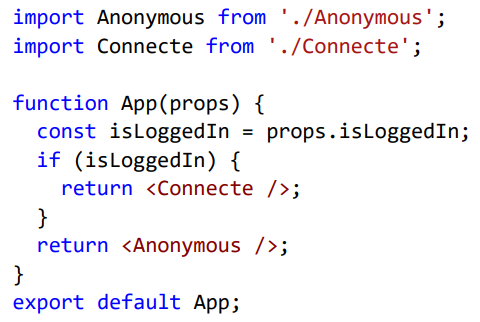 import Anonymous from './Anonymous';
import Connecte from './Connecte';
function App(props) {
const isLoggedIn = props.isLoggedIn;
if (isLoggedIn) {
return <Connecte />;
}
return <Anonymous />;
}
export default App;